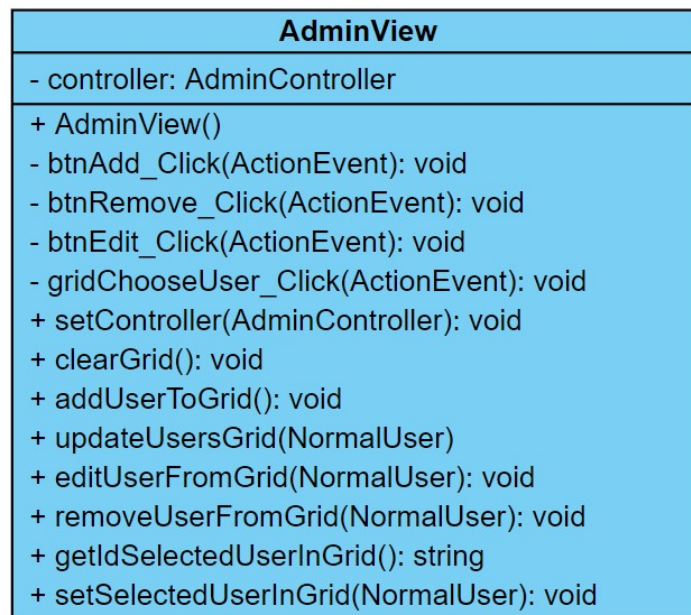 AdminView
- controller: AdminController
+ AdminView()
- btnAdd_Click(ActionEvent): void
- btnRemove_Click(ActionEvent): void
- btnEdit_Click(ActionEvent): void
- gridChooseUser_Click(ActionEvent): void
+ setController(AdminController): void
+ clearGrid(): void
+ addUserToGrid(): void
+ updateUsersGrid(NormalUser)
+ editUserFromGrid(NormalUser): void
+ removeUserFromGrid(NormalUser): void
+ getIdSelectedUserInGrid(): string
+ setSelectedUserInGrid(NormalUser): void